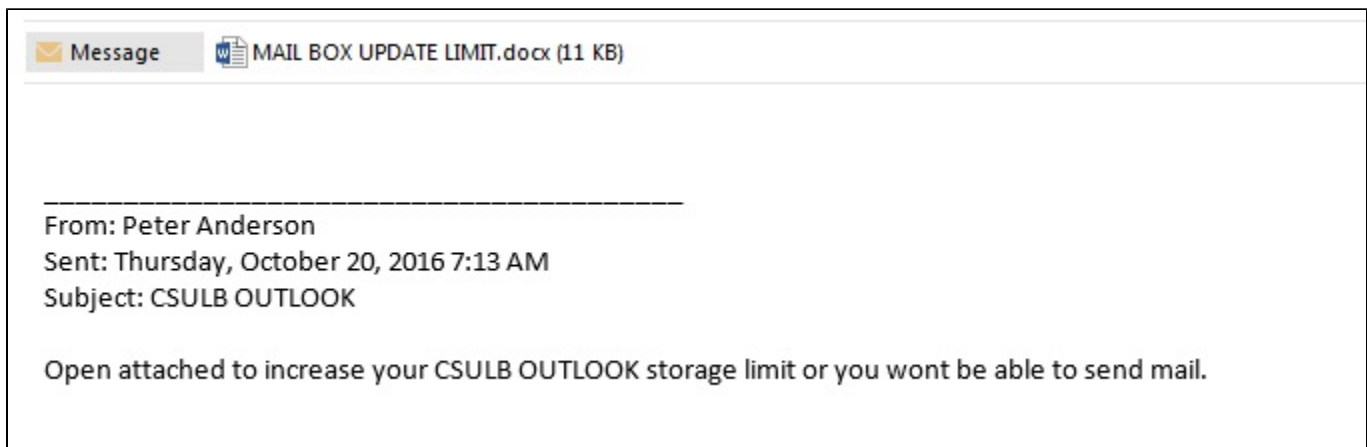 Message MAIL BOX UPDATE LIMIT.docx (11 KB)
From: Peter Anderson
Sent: Thursday, October 20, 2016 7:13 AM
Subject: CSULB OUTLOOK
Open attached to increase your CSULB OUTLOOK storage limit or you wont be able to send mail.